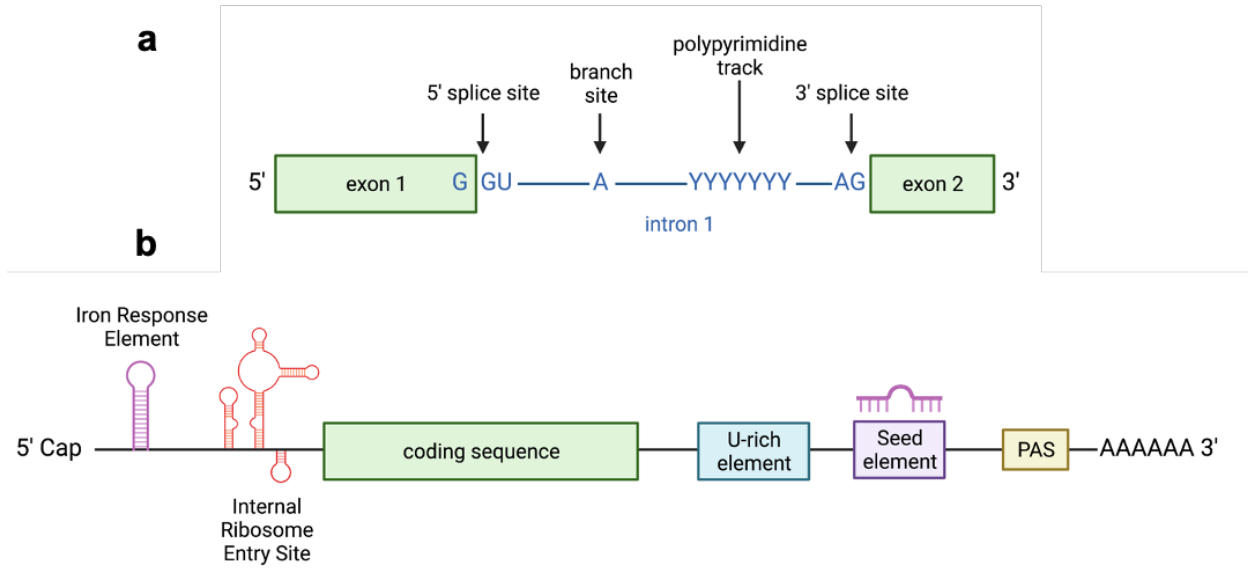 a
polypyrimidine
track
branch
site
5' splice site
3' splice site
5'
exon 1
G
GU
A
YYYYYYY
AG
exon 2
3'
intron 1
b
Iron Response
Element
5' Cap
coding sequence
U-rich
element
Seed
element
PAS
AAAAAA 3'
Internal
Ribosome
Entry Site